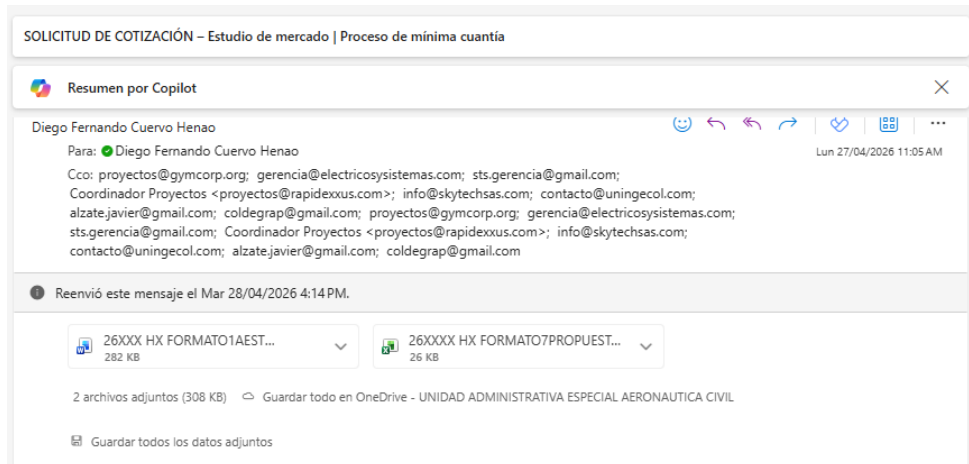 SOLICITUD DE COTIZACIÓN – Estudio de mercado | Proceso de mínima cuantía
Resumen por Copilot
Diego Fernando Cuervo Henao
Para: Diego Fernando Cuervo Henao
Lun 27/04/2026 11:05 AM
Cco: proyectos@gymcorp.org; gerencia@electricosysistemas.com; sts.gerencia@gmail.com;
Coordinador Proyectos <proyectos@rapidexxus.com>; info@skytechsas.com; contacto@uningecol.com;
alzate.javier@gmail.com; coldegrap@gmail.com; proyectos@gymcorp.org; gerencia@electricosysistemas.com;
sts.gerencia@gmail.com; Coordinador Proyectos <proyectos@rapidexxus.com>; info@skytechsas.com;
contacto@uningecol.com; alzate.javier@gmail.com; coldegrap@gmail.com
Reenvió este mensaje el Mar 28/04/2026 4:14 PM.
26XXX HX FORMATO1AEST...
282 KB
26XXXX HX FORMATO7PROPUEST...
26 KB
2 archivos adjuntos (308 KB) Guardar todo en OneDrive - UNIDAD ADMINISTRATIVA ESPECIAL AERONAUTICA CIVIL
Guardar todos los datos adjuntos